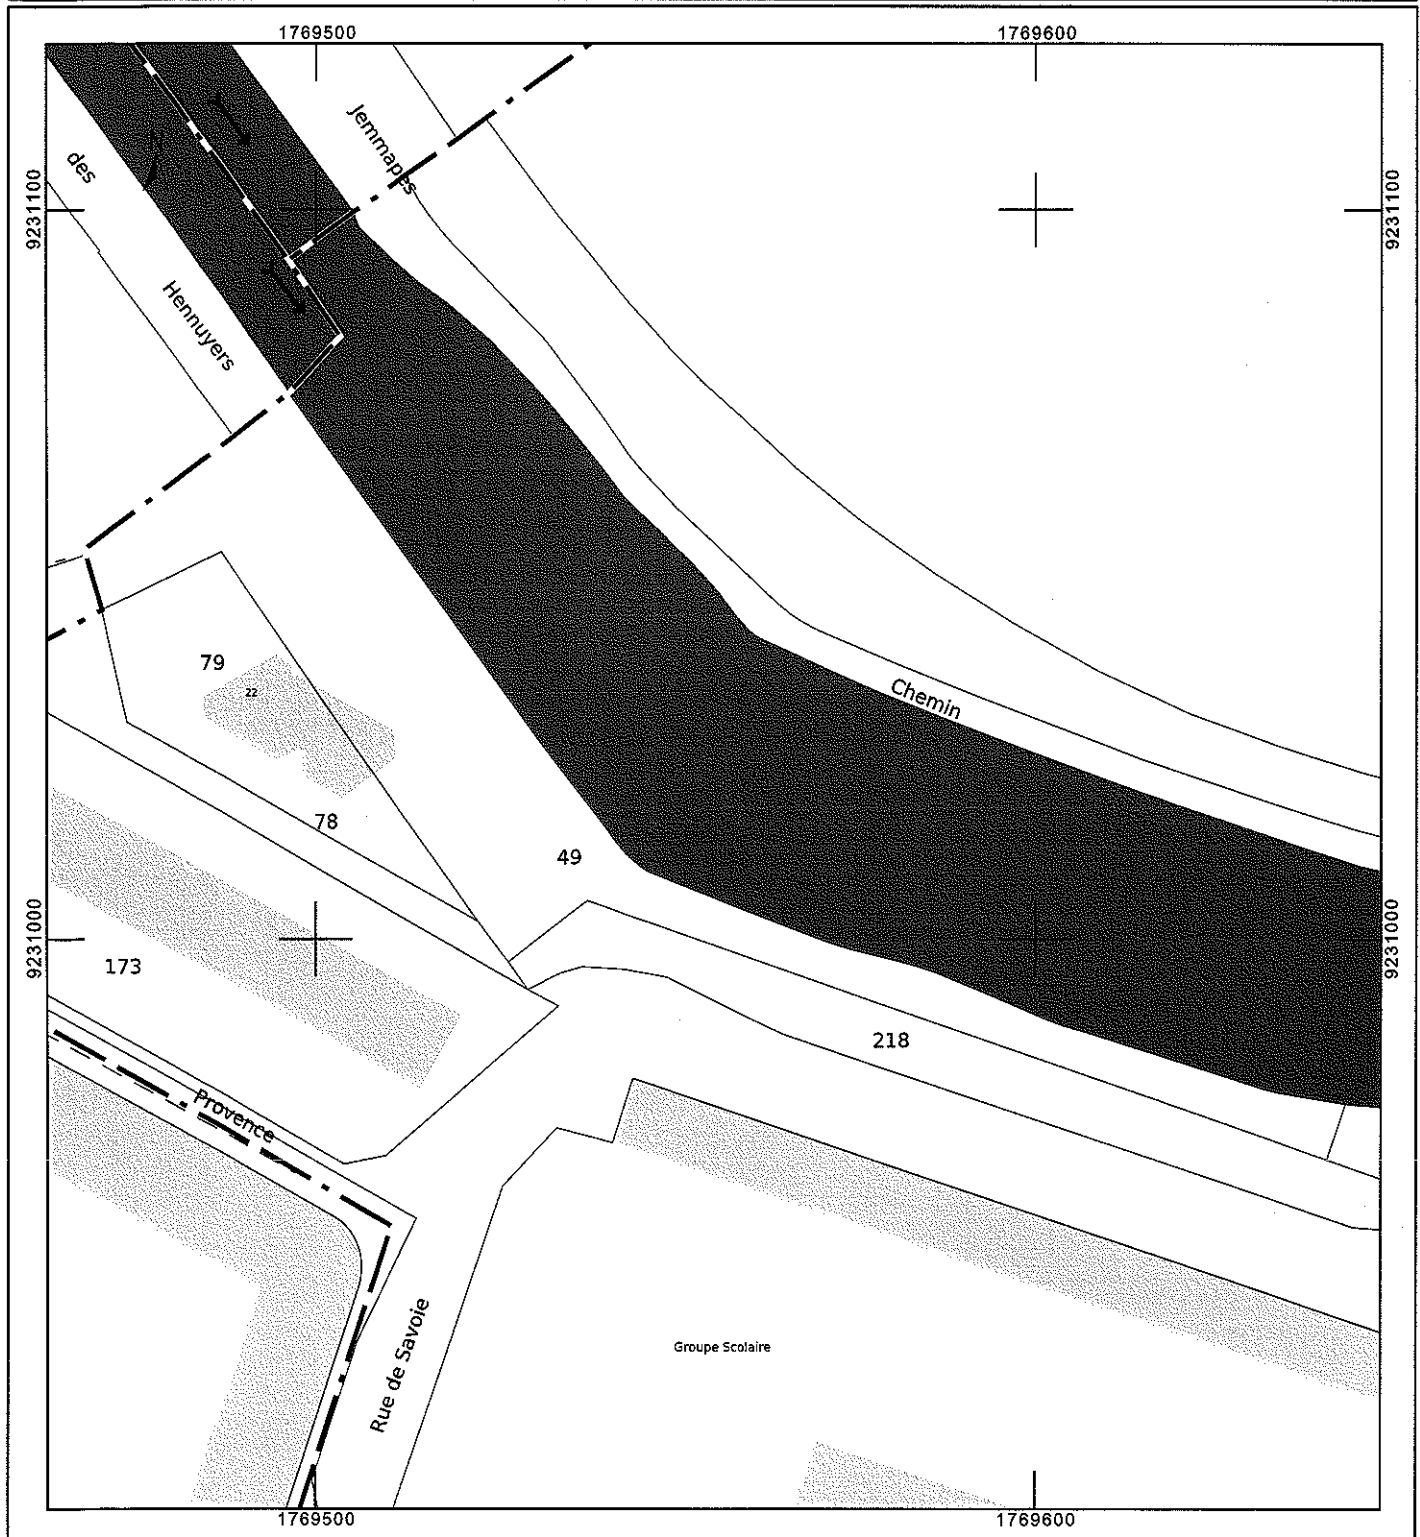 1769500
1769600
Jemmapes
des
9231100
9231100
Hennuyers
79
22
Chemin
78
49
9231000
9231000
173
218
Provence
Rue de Savoie
Groupe Scolaire
1769500
1769600